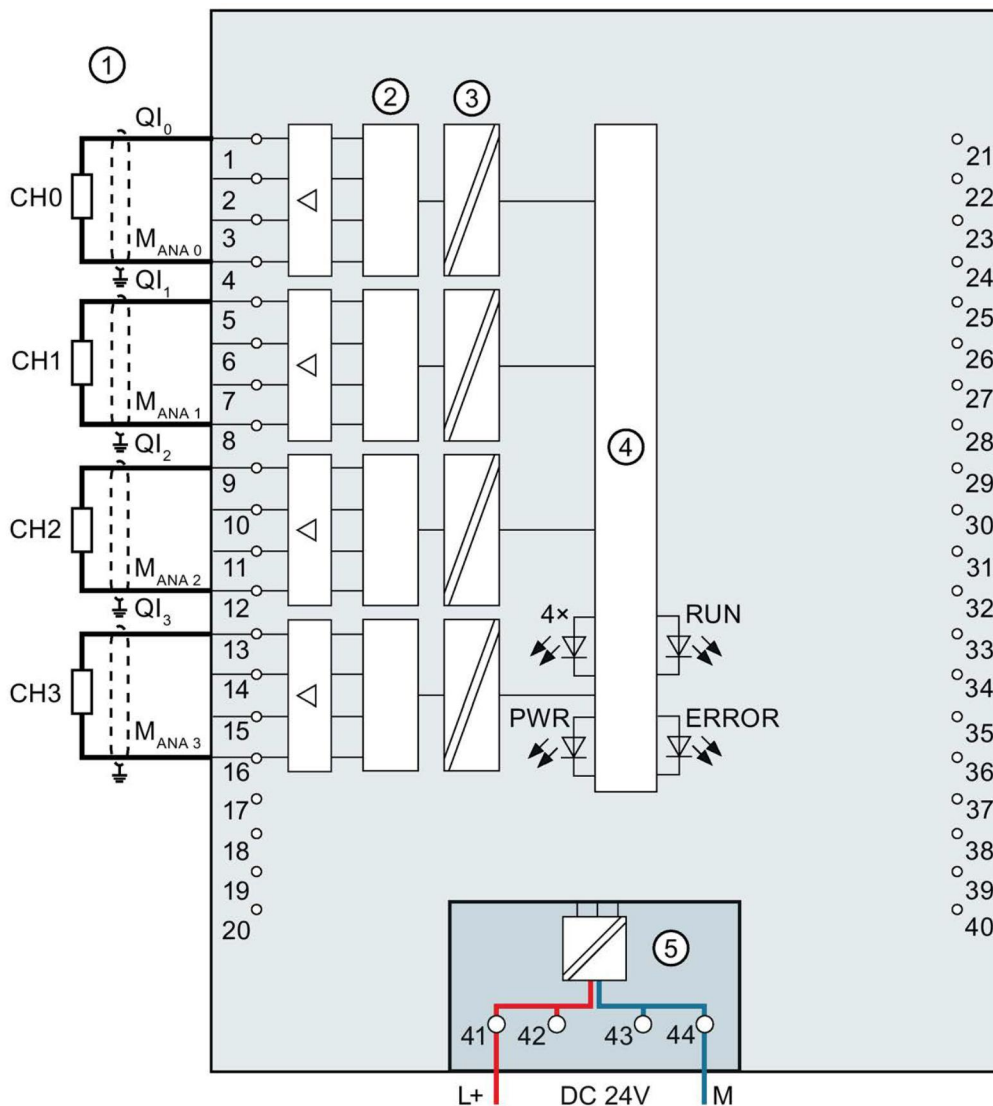 ①
② ③
QI0
1
CH0
2
3
MANA 0
4
QI1
5
CH1
6
7
MANA 1
8
QI2
9
CH2
10
11
MANA 2
12
QI3
13
CH3
14
15
MANA 3
16
17
18
19
20
④
4× RUN
PWR ERROR
21
22
23
24
25
26
27
28
29
30
31
32
33
34
35
36
37
38
39
40
⑤
41 42 43 44
L+ DC 24V M